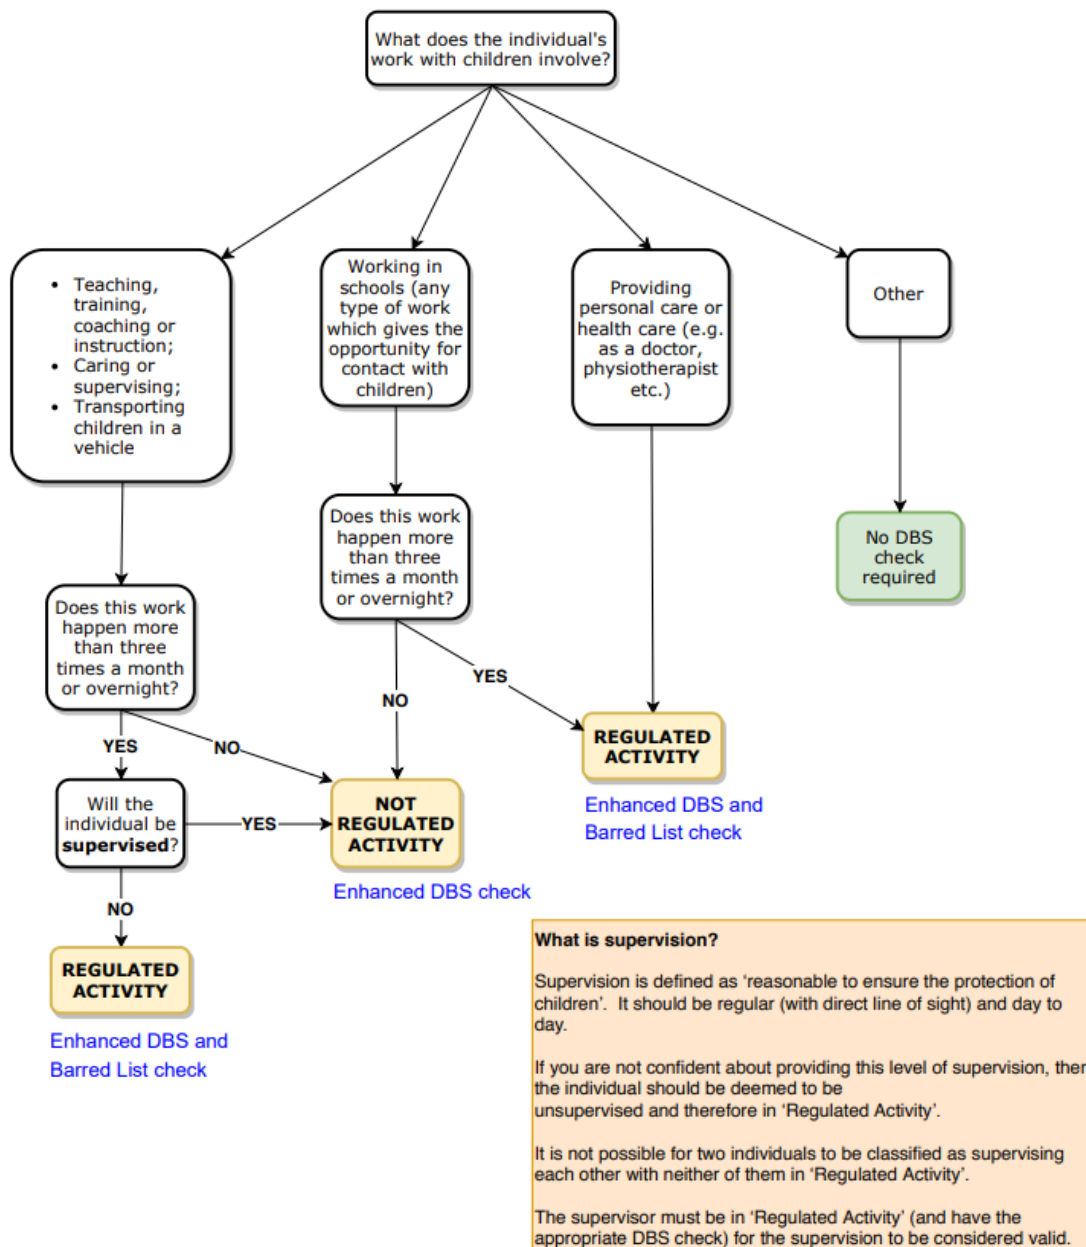 What does the individual's
work with children involve?
• Teaching,
training,
coaching or
instruction;
• Caring or
supervising;
• Transporting
children in a
vehicle
Working in
schools (any
type of work
which gives the
opportunity for
contact with
children)
Providing
personal care or
health care (e.g.
as a doctor,
physiotherapist
etc.)
Other
Does this work
happen more
than three
times a month
or overnight?
No DBS
check
required
Does this work
happen more
than three
times a month
or overnight?
YES
NO
YES
NO
REGULATED
ACTIVITY
Enhanced DBS and
Barred List check
Will the
individual be
supervised?
YES
NOT
REGULATED
ACTIVITY
Enhanced DBS check
NO
REGULATED
ACTIVITY
Enhanced DBS and
Barred List check
What is supervision?
Supervision is defined as ‘reasonable to ensure the protection of
children’. It should be regular (with direct line of sight) and day to
day.
If you are not confident about providing this level of supervision, then
the individual should be deemed to be
unsupervised and therefore in ‘Regulated Activity’.
It is not possible for two individuals to be classified as supervising
each other with neither of them in ‘Regulated Activity’.
The supervisor must be in ‘Regulated Activity’ (and have the
appropriate DBS check) for the supervision to be considered valid.